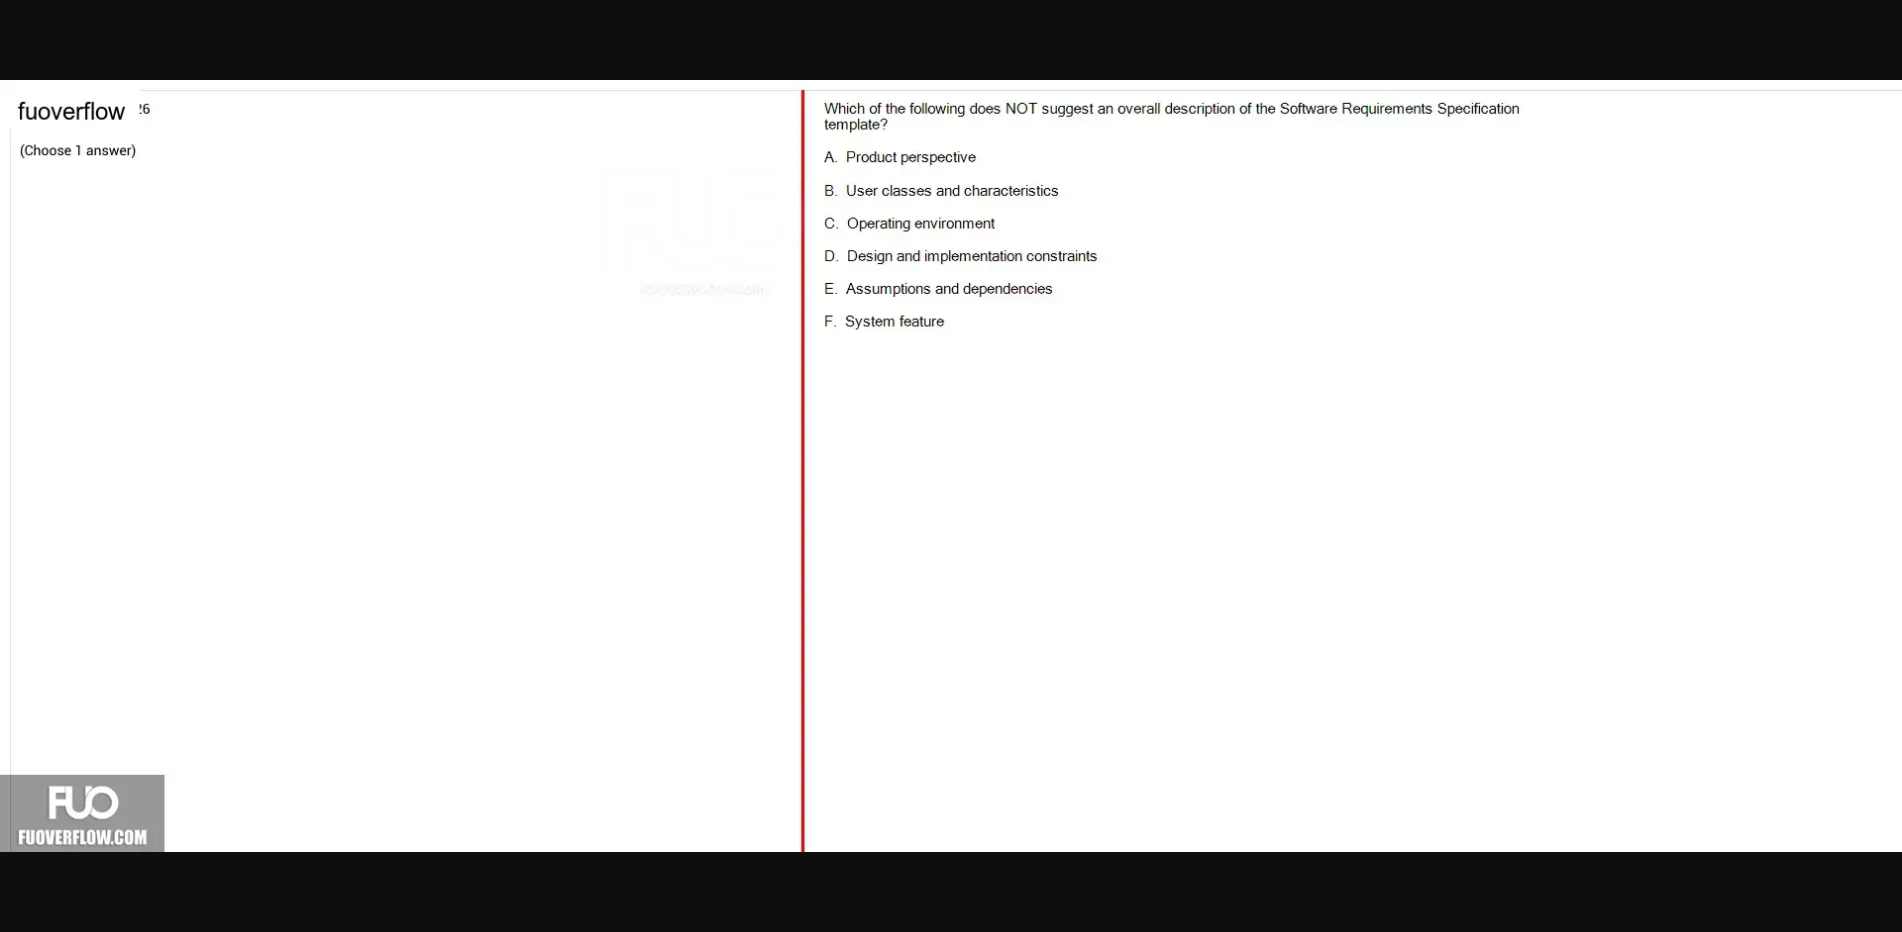 fuoverflow 26
(Choose 1 answer)
Which of the following does NOT suggest an overall description of the Software Requirements Specification
template?
A. Product perspective
B. User classes and characteristics
C. Operating environment
D. Design and implementation constraints
E. Assumptions and dependencies
F. System feature
FUO
FUOVERFLOW.COM
FUO
FUOVERFLOW.COM